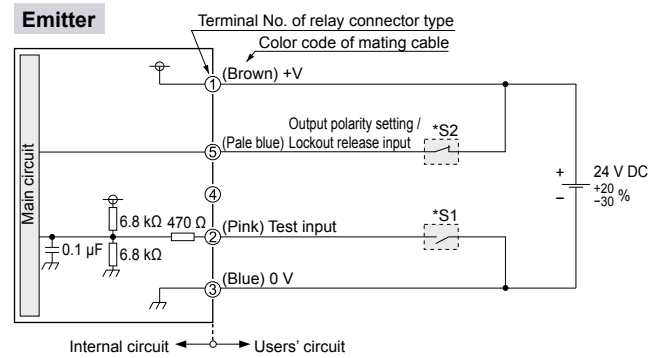 Emitter
Terminal No. of relay connector type
Color code of mating cable
1 (Brown) +V
Output polarity setting / *S2
5 (Pale blue) Lockout release input
Main circuit
4
+ 24 V DC
− +20
−30 %
6.8 kΩ 470 Ω
2 (Pink) Test input *S1
0.1 µF 6.8 kΩ
3 (Blue) 0 V
Internal circuit Users' circuit